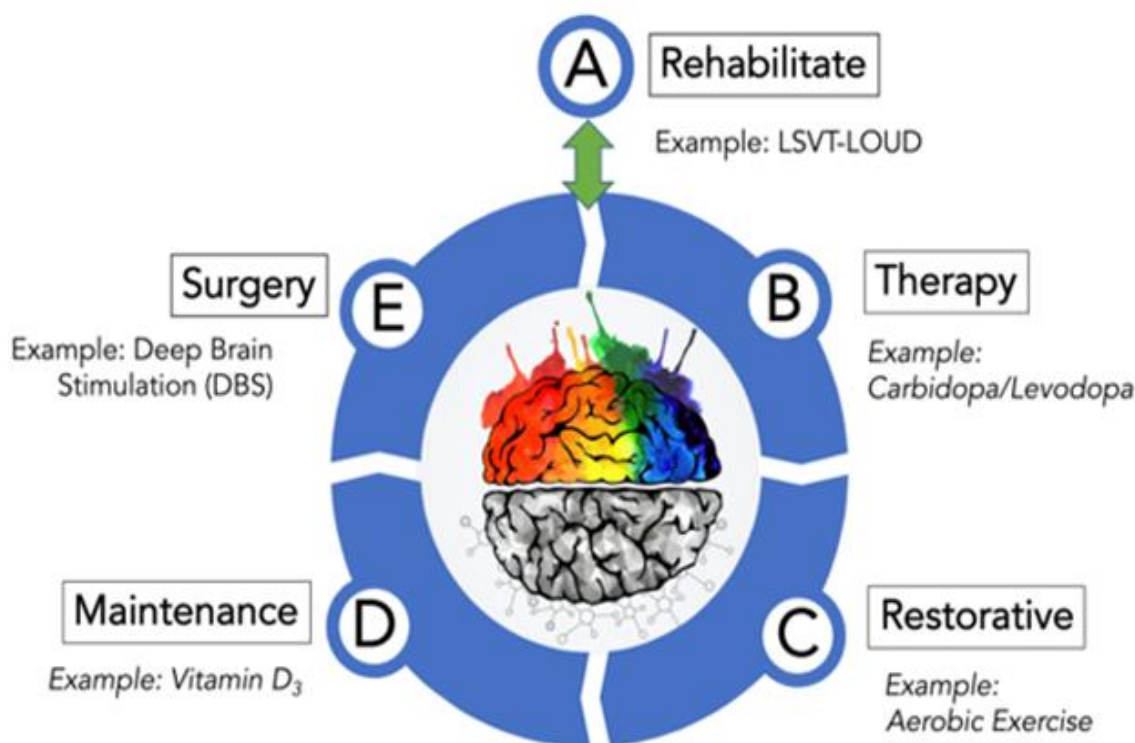 A
Rehabilitate
Example: LSVT-LOUD
B
Therapy
Example:
Carbidopa/Levodopa
C
Restorative
Example:
Aerobic Exercise
D
Maintenance
Example: Vitamin D₃
E
Surgery
Example: Deep Brain
Stimulation (DBS)